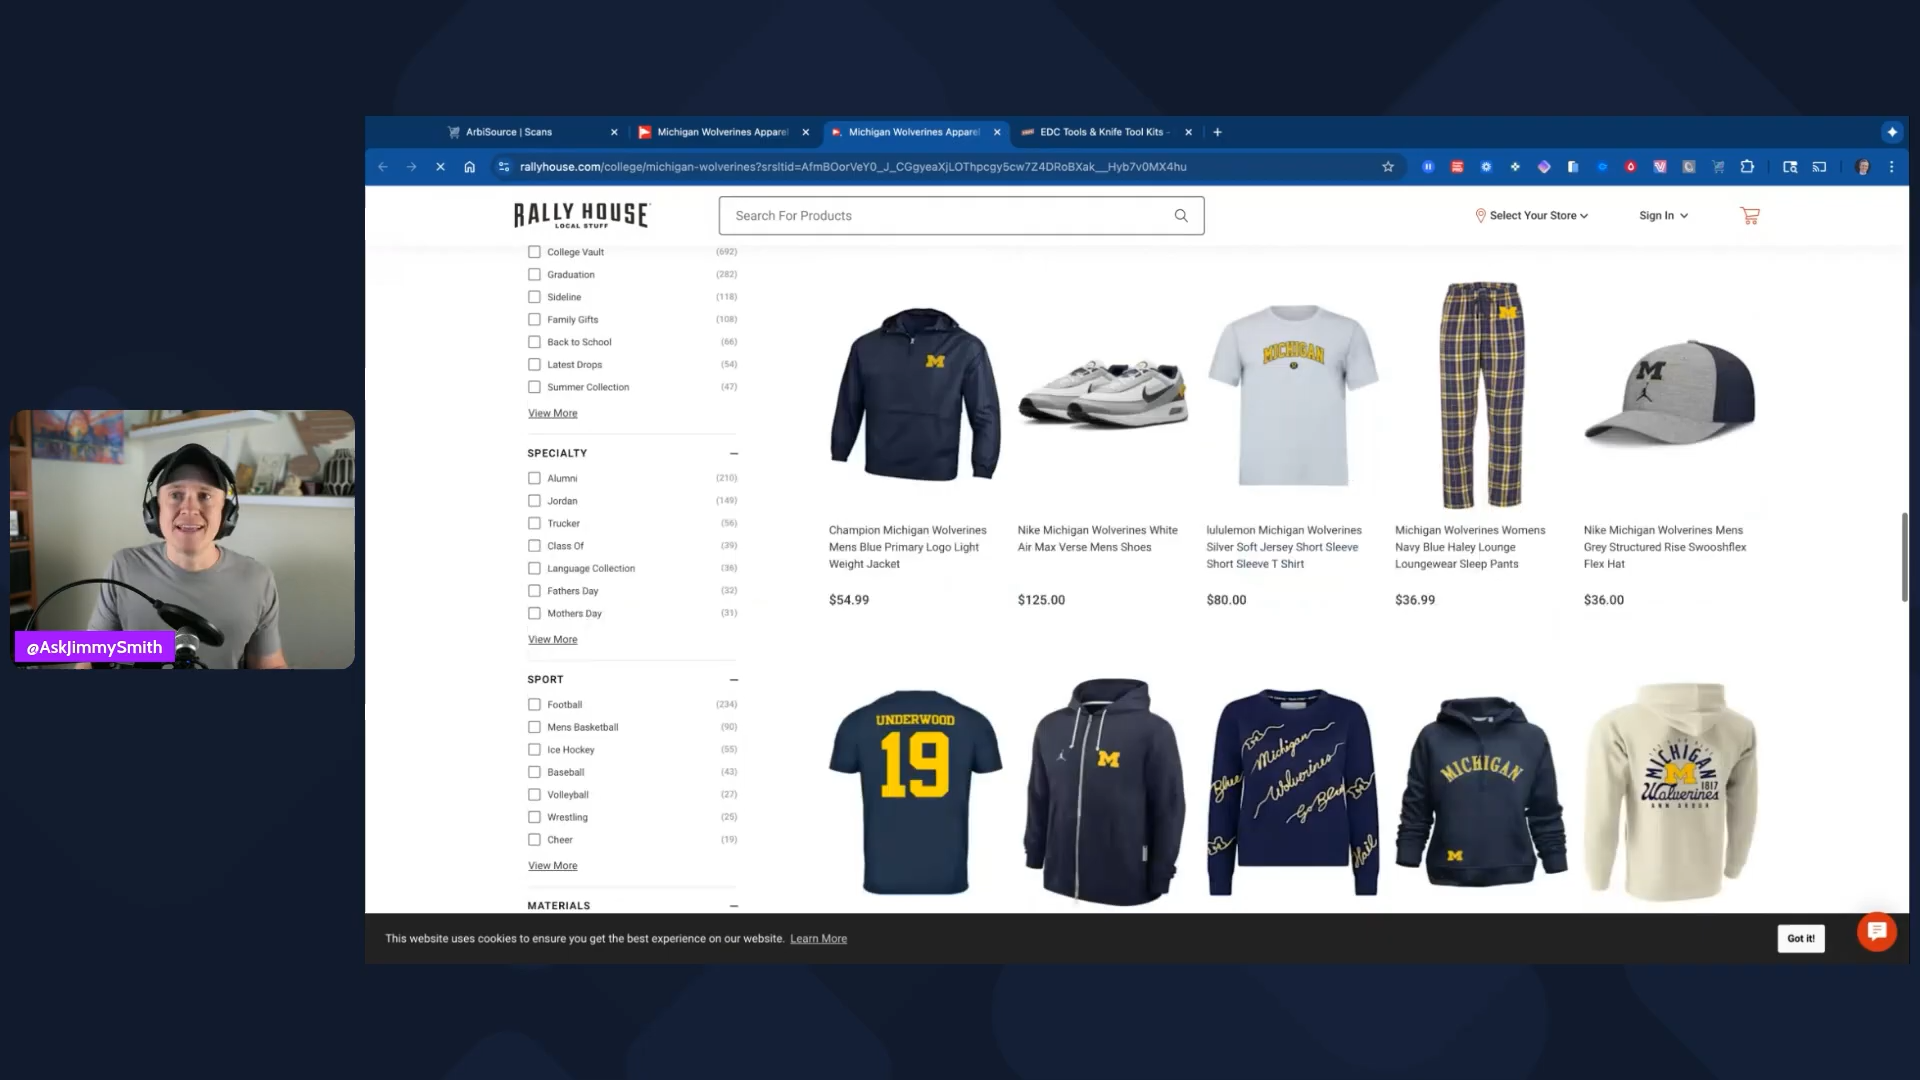 ArbiSource | Scans
Michigan Wolverines Apparel
Michigan Wolverines Apparel
EDC Tools & Knife Tool Kits -
rallyhouse.com/college/michigan-wolverines?srsltid=AfmBOorVeY0_J_CGgyeaXjLOThpcgy5cw7Z4DRoBXak__Hyb7v0MX4hu
RALLY HOUSE
LOCAL STUFF
Search For Products
Select Your Store
Sign In
College Vault (692)
Graduation (282)
Sideline (118)
Family Gifts (108)
Back to School (66)
Latest Drops (54)
Summer Collection (47)
View More
SPECIALTY
Alumni (210)
Jordan (149)
Trucker (56)
Class Of (39)
Language Collection (36)
Fathers Day (32)
Mothers Day (31)
View More
SPORT
Football (234)
Mens Basketball (90)
Ice Hockey (55)
Baseball (43)
Volleyball (27)
Wrestling (25)
Cheer (19)
View More
MATERIALS
M
MICHIGAN
M
M
Champion Michigan Wolverines
Mens Blue Primary Logo Light
Weight Jacket
$54.99
Nike Michigan Wolverines White
Air Max Verse Mens Shoes
$125.00
lululemon Michigan Wolverines
Silver Soft Jersey Short Sleeve
Short Sleeve T Shirt
$80.00
Michigan Wolverines Womens
Navy Blue Haley Lounge
Loungewear Sleep Pants
$36.99
Nike Michigan Wolverines Mens
Grey Structured Rise Swooshflex
Flex Hat
$36.00
UNDERWOOD
19
M
Michigan
Blue
Wolverines
Go Blue
Hail
MICHIGAN
M
MICHIGAN
M
1817
Wolverines
ANN ARBOR
@AskJimmySmith
This website uses cookies to ensure you get the best experience on our website. Learn More
Got it!